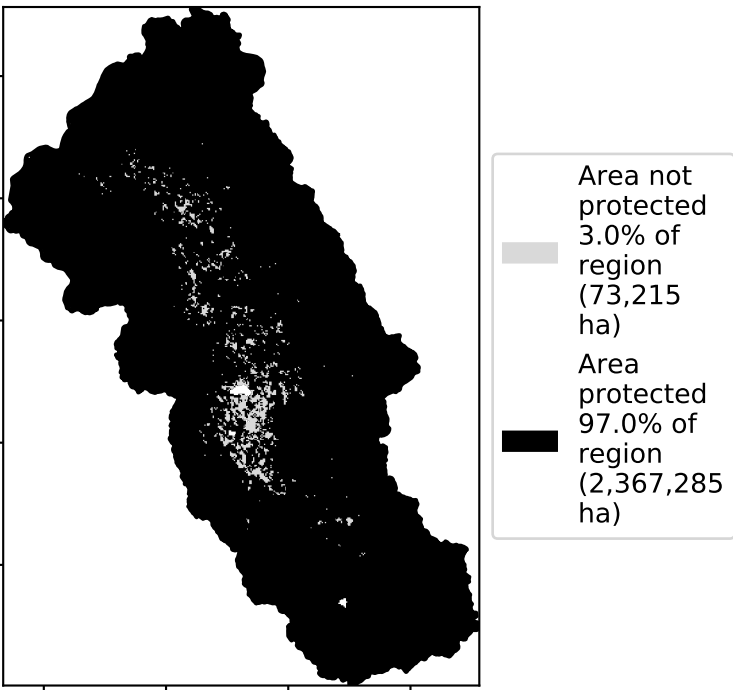 Area not
protected
3.0% of
region
(73,215
ha)
Area
protected
97.0% of
region
(2,367,285
ha)